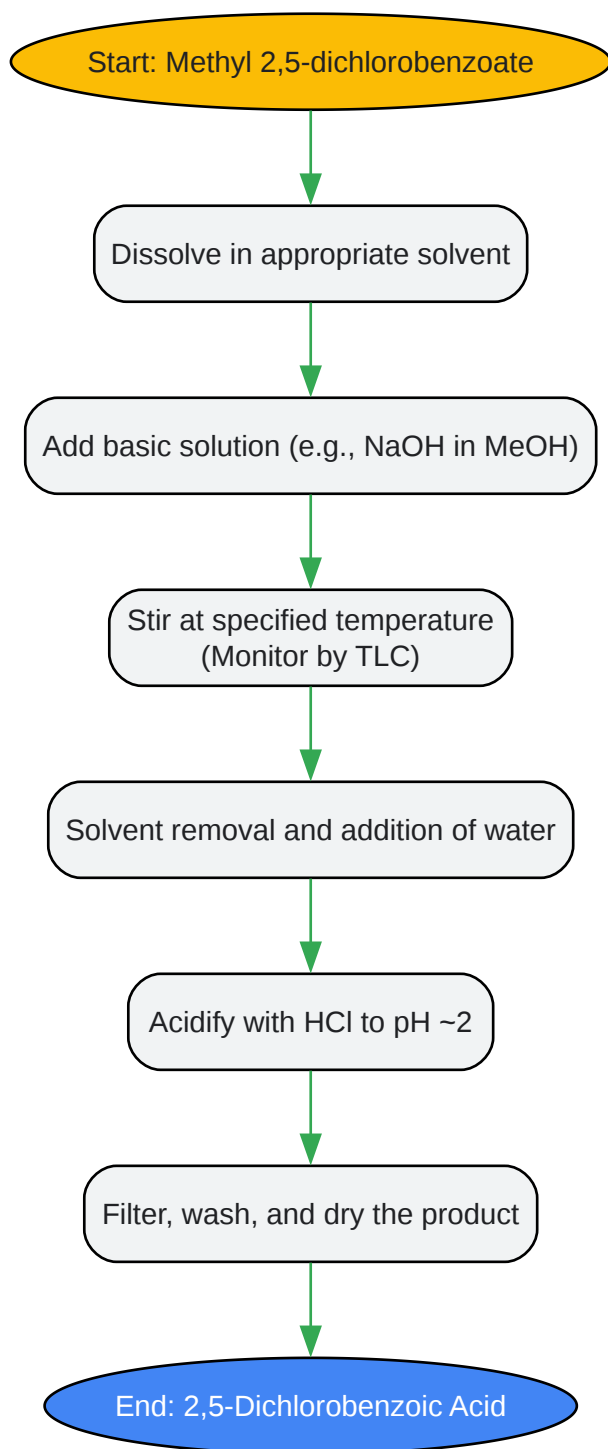 Start: Methyl 2,5-dichlorobenzoate
Dissolve in appropriate solvent
Add basic solution (e.g., NaOH in MeOH)
Stir at specified temperature
(Monitor by TLC)
Solvent removal and addition of water
Acidify with HCl to pH ~2
Filter, wash, and dry the product
End: 2,5-Dichlorobenzoic Acid